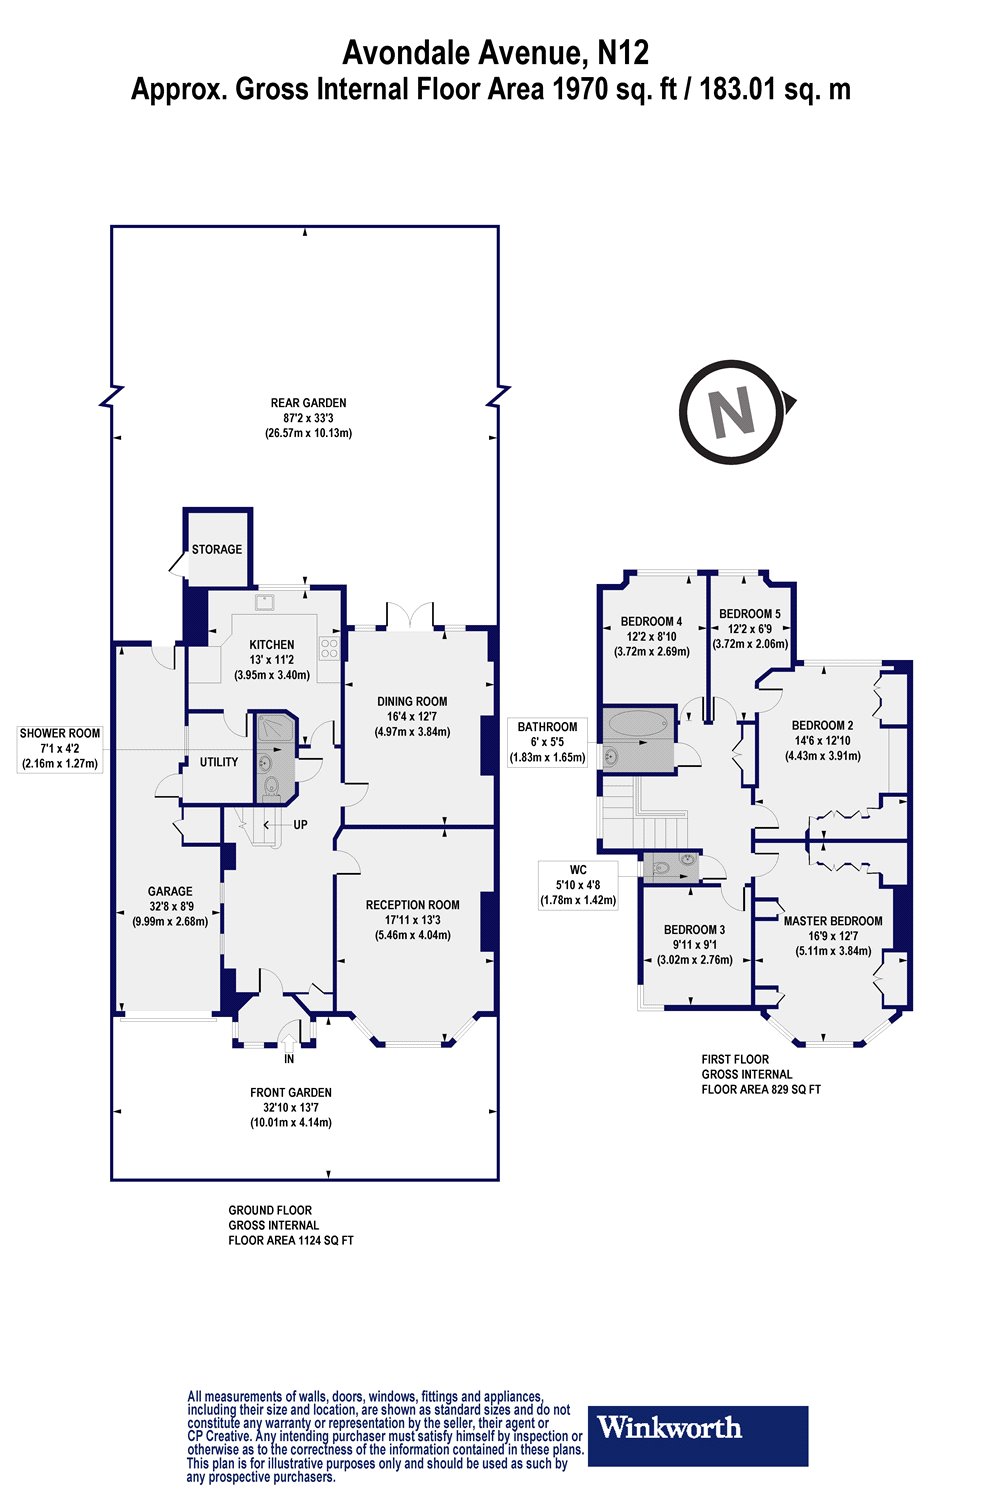 Avondale Avenue, N12
Approx. Gross Internal Floor Area 1970 sq. ft / 183.01 sq. m
REAR GARDEN
87'2 x 33'3
(26.57m x 10.13m)
N
STORAGE
KITCHEN
13' x 11'2
(3.95m x 3.40m)
DINING ROOM
16'4 x 12'7
(4.97m x 3.84m)
SHOWER ROOM
7'1 x 4'2
(2.16m x 1.27m)
UTILITY
UP
GARAGE
32'8 x 8'9
(9.99m x 2.68m)
RECEPTION ROOM
17'11 x 13'3
(5.46m x 4.04m)
IN
FRONT GARDEN
32'10 x 13'7
(10.01m x 4.14m)
GROUND FLOOR
GROSS INTERNAL
FLOOR AREA 1124 SQ FT
BEDROOM 4
12'2 x 8'10
(3.72m x 2.69m)
BEDROOM 5
12'2 x 6'9
(3.72m x 2.06m)
BATHROOM
6' x 5'5
(1.83m x 1.65m)
BEDROOM 2
14'6 x 12'10
(4.43m x 3.91m)
WC
5'10 x 4'8
(1.78m x 1.42m)
BEDROOM 3
9'11 x 9'1
(3.02m x 2.76m)
MASTER BEDROOM
16'9 x 12'7
(5.11m x 3.84m)
FIRST FLOOR
GROSS INTERNAL
FLOOR AREA 829 SQ FT
All measurements of walls, doors, windows, fittings and appliances,
including their size and location, are shown as standard sizes and do not
constitute any warranty or representation by the seller, their agent or
CP Creative. Any intending purchaser must satisfy himself by inspection or
otherwise as to the correctness of the information contained in these plans.
This plan is for illustrative purposes only and should be used as such by
any prospective purchasers.
Winkworth